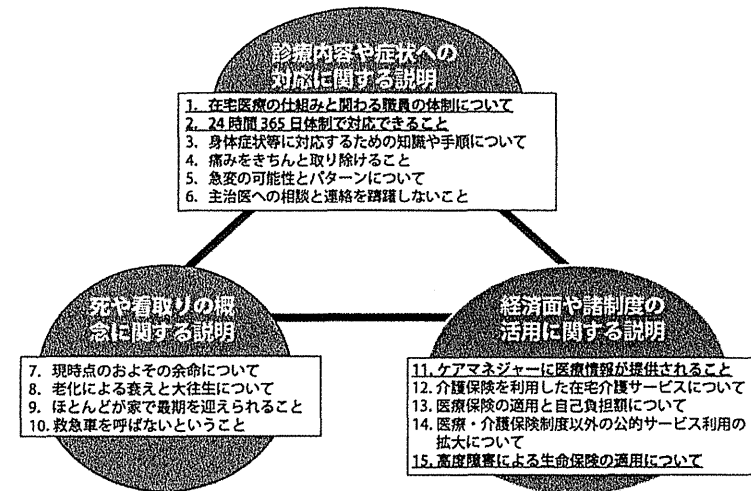 診療内容や症状への
対応に関する説明
1. 在宅医療の仕組みと関わる職員の体制について
2. 24時間365日体制で対応できること
3. 身体症状等に対応するための知識や手順について
4. 痛みをきちんと取り除けること
5. 急変の可能性とパターンについて
6. 主治医への相談と連絡を躊躇しないこと
死や看取りの概
念に関する説明
7. 現時点のおよその余命について
8. 老化による衰えと大往生について
9. ほとんどが家で最期を迎えられること
10. 救急車を呼ばないということ
経済面や諸制度の
活用に関する説明
11. ケアマネジャーに医療情報が提供されること
12. 介護保険を利用した在宅介護サービスについて
13. 医療保険の適用と自己負担額について
14. 医療・介護保険制度以外の公的サービス利用の
拡大について
15. 高度障害による生命保険の適用について